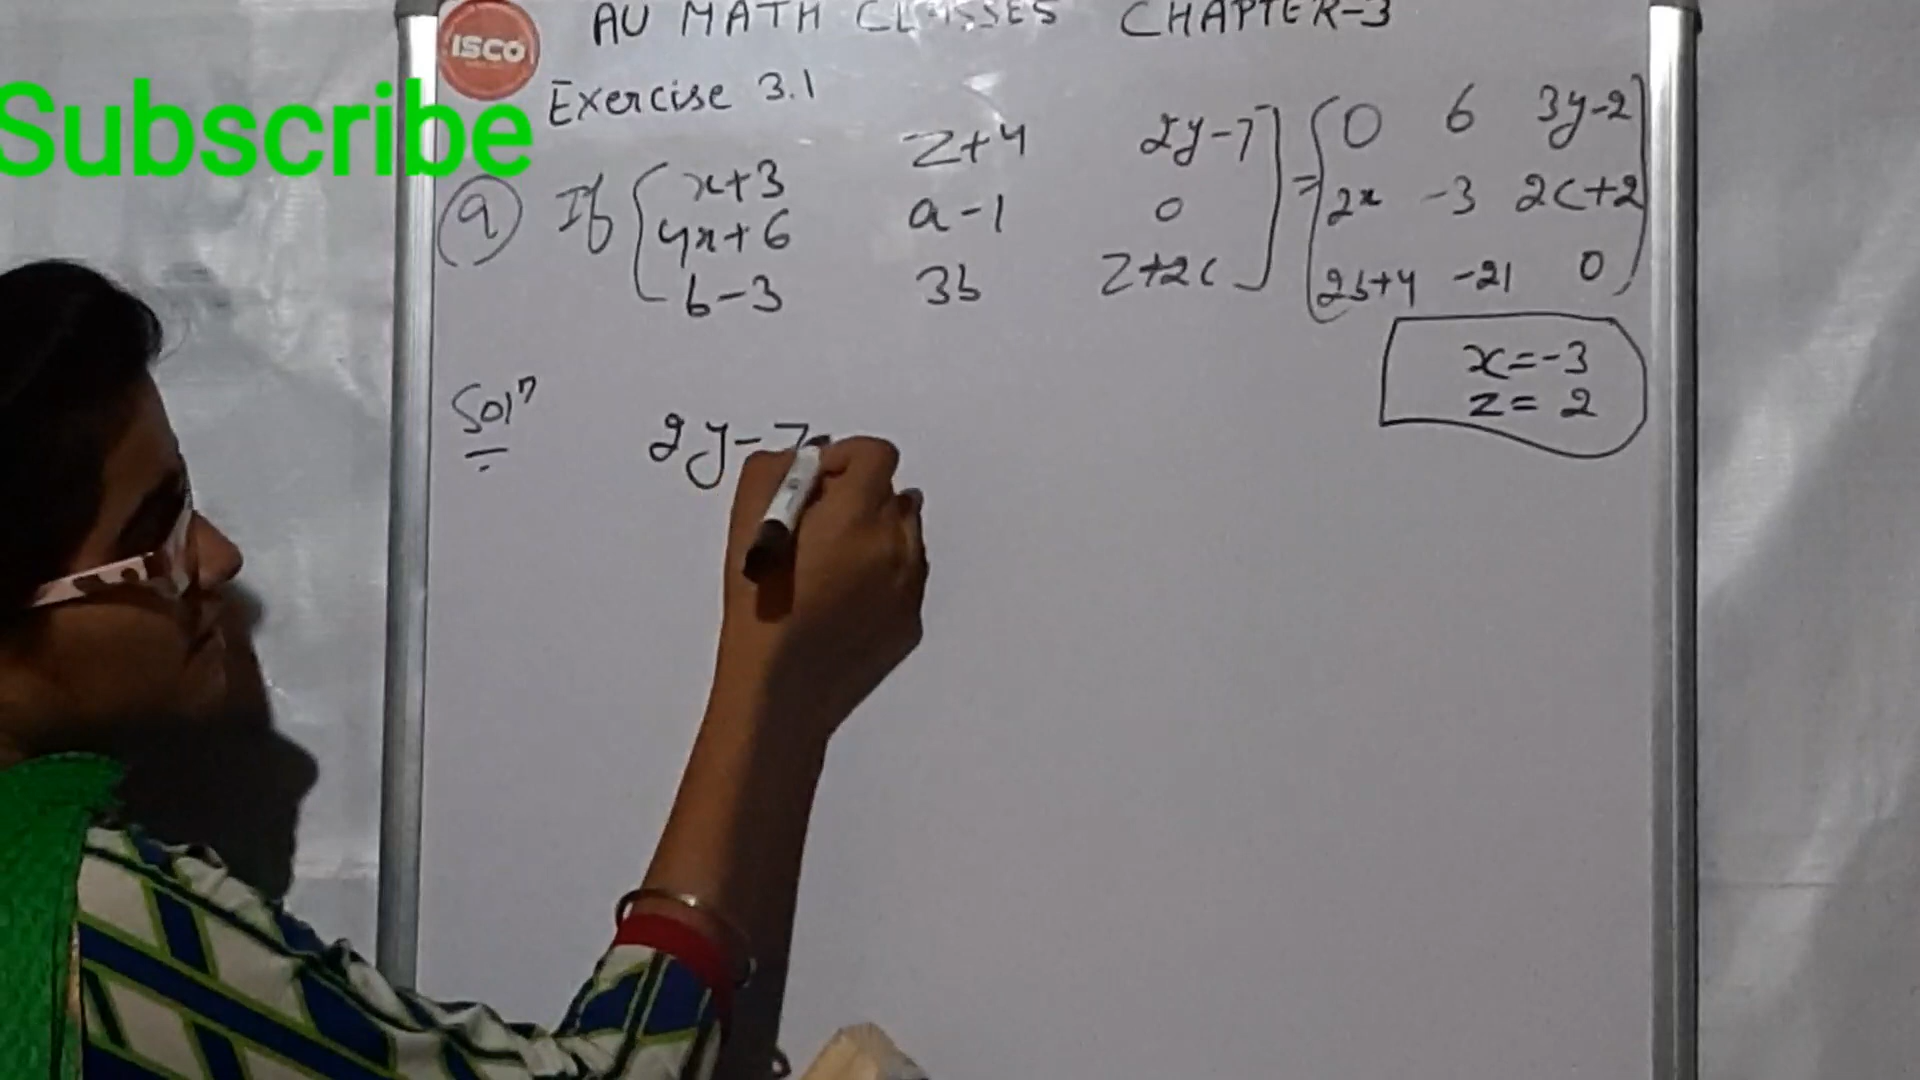 AU MATH CLASSES CHAPTER-3
ISCO
Subscribe
Exercise 3.1
9 If [ x+3 z+4 2y-7 ] = [ 0 6 3y-2 ]
4x+6 a-1 0 2x -3 2c+2
b-3 3b z+2c 2b+4 -21 0
x=-3
z= 2
Solⁿ 2y-7